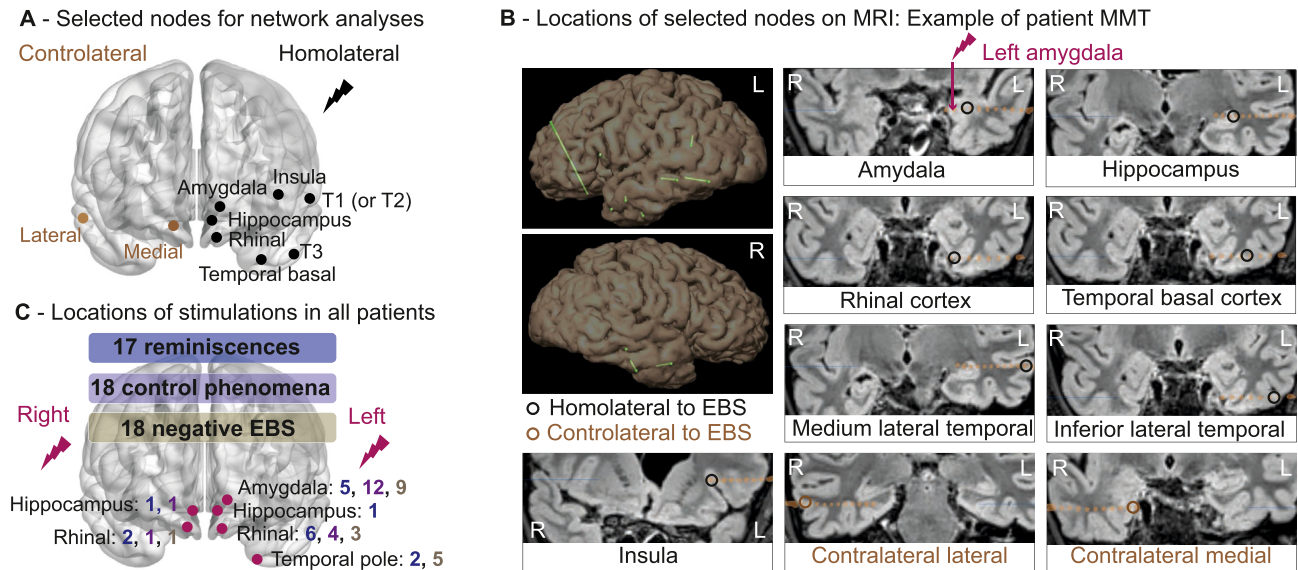 A - Selected nodes for network analyses
Controlateral
Homolateral
Amygdala
Insula
T1 (or T2)
Hippocampus
Rhinal
T3
Temporal basal
Lateral
Medial
B - Locations of selected nodes on MRI: Example of patient MMT
Left amygdala
L
R
L
Amydala
R
L
Hippocampus
R
R
L
Rhinal cortex
R
L
Temporal basal cortex
Homolateral to EBS
Controlateral to EBS
R
L
Medium lateral temporal
R
L
Inferior lateral temporal
R
L
Insula
R
L
Contralateral lateral
R
L
Contralateral medial
C - Locations of stimulations in all patients
17 reminiscences
18 control phenomena
18 negative EBS
Right
Left
Hippocampus: 1, 1
Rhinal: 2, 1, 1
Amygdala: 5, 12, 9
Hippocampus: 1
Rhinal: 6, 4, 3
Temporal pole: 2, 5